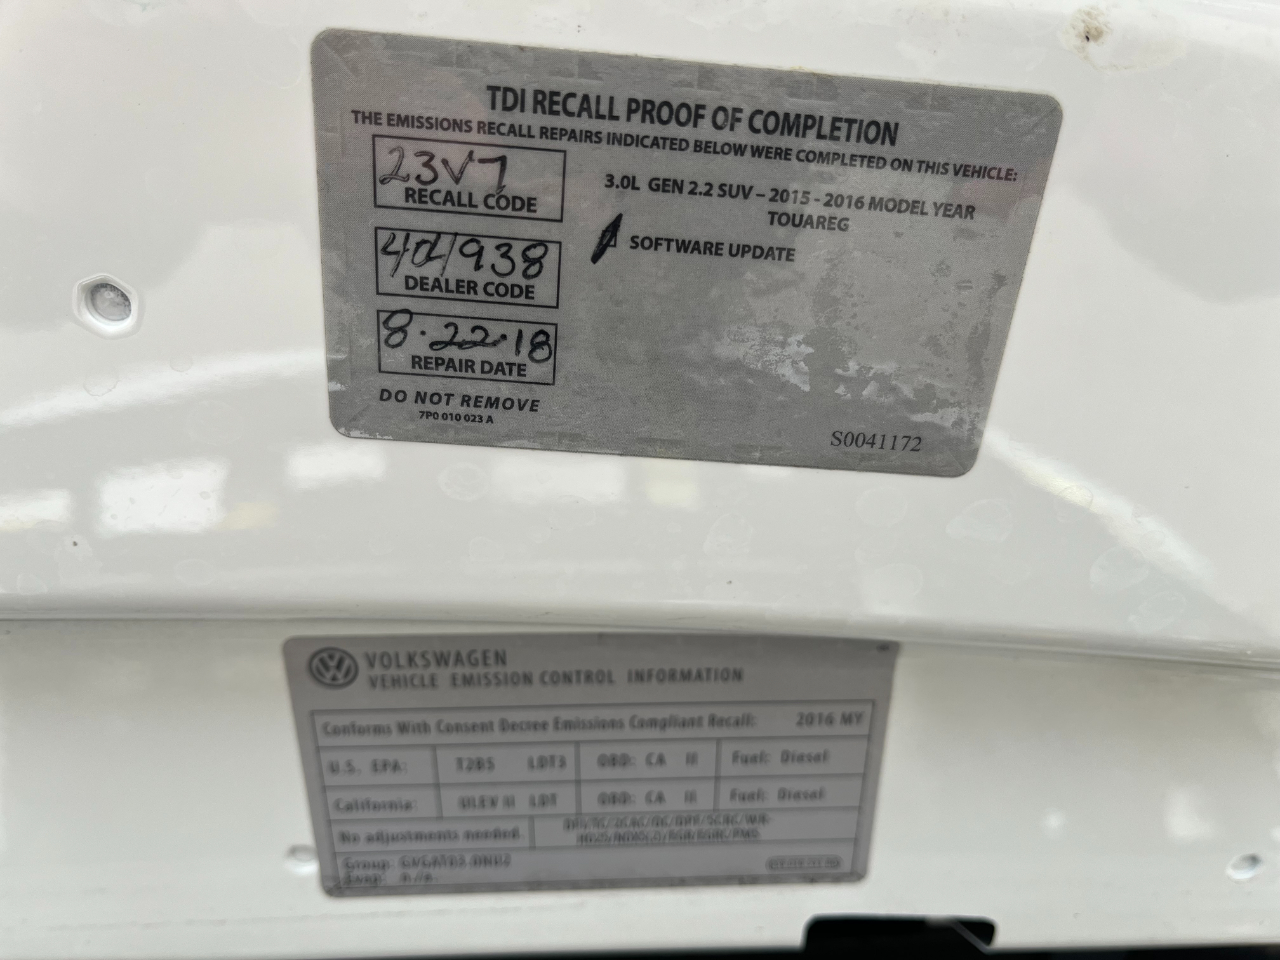 TDI RECALL PROOF OF COMPLETION
THE EMISSIONS RECALL REPAIRS INDICATED BELOW WERE COMPLETED ON THIS VEHICLE:
23V7
RECALL CODE
3.0L GEN 2.2 SUV – 2015 - 2016 MODEL YEAR
TOUAREG
SOFTWARE UPDATE
404938
DEALER CODE
8·22·18
REPAIR DATE
DO NOT REMOVE
7P0 010 023 A
S0041172
VOLKSWAGEN
VEHICLE EMISSION CONTROL INFORMATION
Conforms With Consent Decree Emissions Compliant Recall: 2016 MY
U.S. EPA: T2B5 LDT3 OBD: CA II Fuel: Diesel
California: ULEV II LDT OBD: CA II Fuel: Diesel
No adjustments needed.
Group:
Evap: n/a